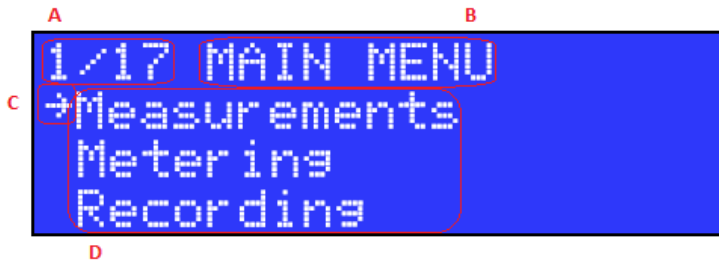 A B
1/17 MAIN MENU
C →Measurements
Metering
Recording
D